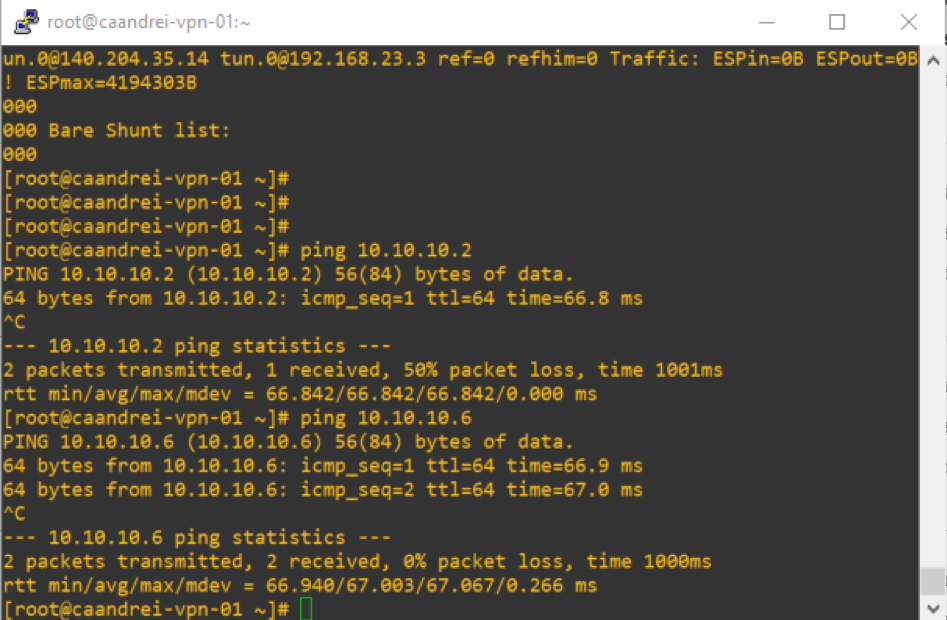 root@caandrei-vpn-01:~
un.0@140.204.35.14 tun.0@192.168.23.3 ref=0 refhim=0 Traffic: ESPin=0B ESPout=0B
! ESPmax=4194303B
000
000 Bare Shunt list:
000
[root@caandrei-vpn-01 ~]#
[root@caandrei-vpn-01 ~]#
[root@caandrei-vpn-01 ~]#
[root@caandrei-vpn-01 ~]# ping 10.10.10.2
PING 10.10.10.2 (10.10.10.2) 56(84) bytes of data.
64 bytes from 10.10.10.2: icmp_seq=1 ttl=64 time=66.8 ms
^C
--- 10.10.10.2 ping statistics ---
2 packets transmitted, 1 received, 50% packet loss, time 1001ms
rtt min/avg/max/mdev = 66.842/66.842/66.842/0.000 ms
[root@caandrei-vpn-01 ~]# ping 10.10.10.6
PING 10.10.10.6 (10.10.10.6) 56(84) bytes of data.
64 bytes from 10.10.10.6: icmp_seq=1 ttl=64 time=66.9 ms
64 bytes from 10.10.10.6: icmp_seq=2 ttl=64 time=67.0 ms
^C
--- 10.10.10.6 ping statistics ---
2 packets transmitted, 2 received, 0% packet loss, time 1000ms
rtt min/avg/max/mdev = 66.940/67.003/67.067/0.266 ms
[root@caandrei-vpn-01 ~]#